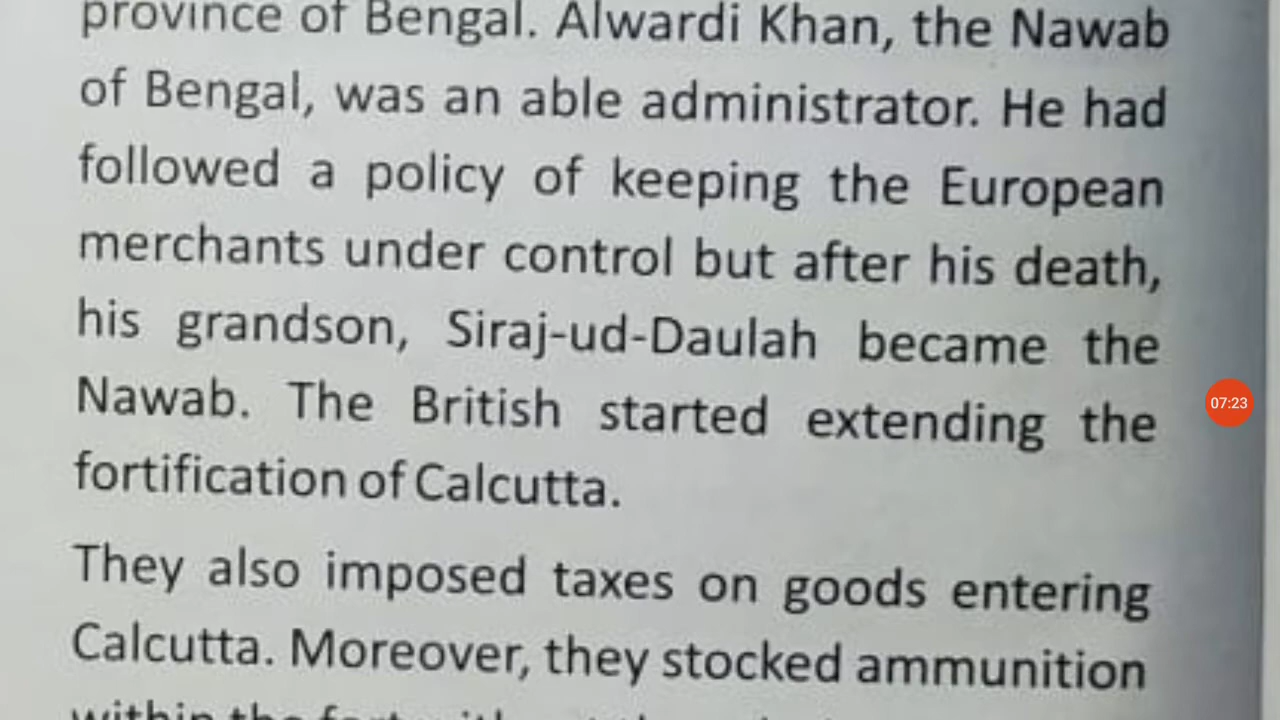 province of Bengal. Alwardi Khan, the Nawab
of Bengal, was an able administrator. He had
followed a policy of keeping the European
merchants under control but after his death,
his grandson, Siraj-ud-Daulah became the
Nawab. The British started extending the
fortification of Calcutta.
07:23
They also imposed taxes on goods entering
Calcutta. Moreover, they stocked ammunition
within the